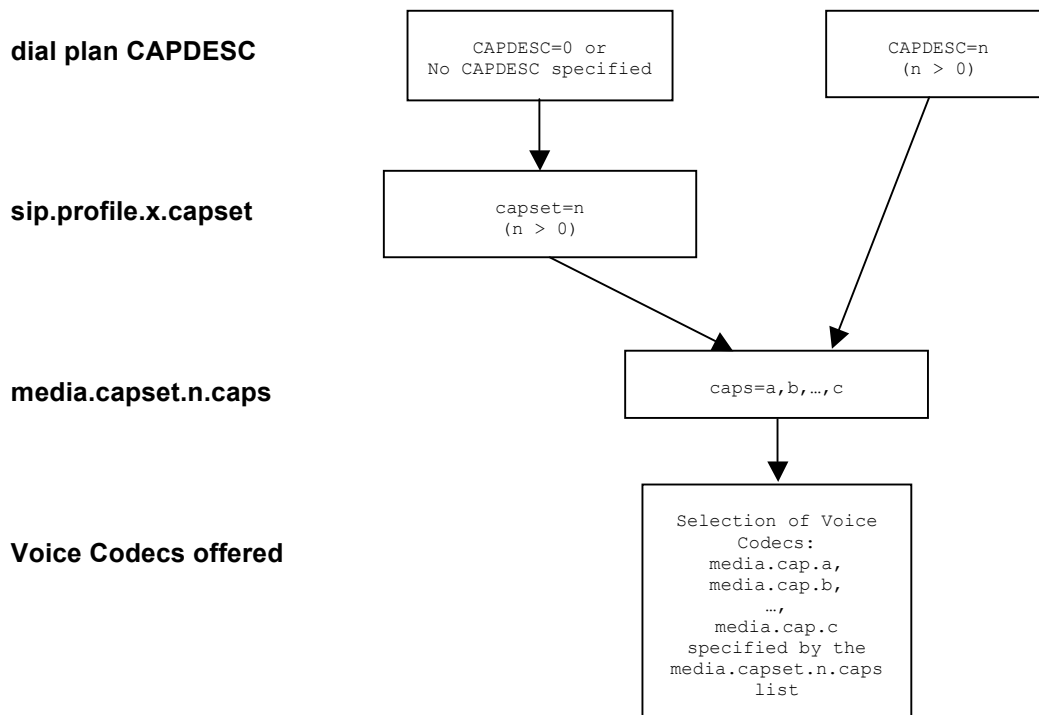 dial plan CAPDESC
CAPDESC=0 or
No CAPDESC specified
CAPDESC=n
(n > 0)
sip.profile.x.capset
capset=n
(n > 0)
media.capset.n.caps
caps=a,b,…,c
Voice Codecs offered
Selection of Voice
Codecs:
media.cap.a,
media.cap.b,
…,
media.cap.c
specified by the
media.capset.n.caps
list